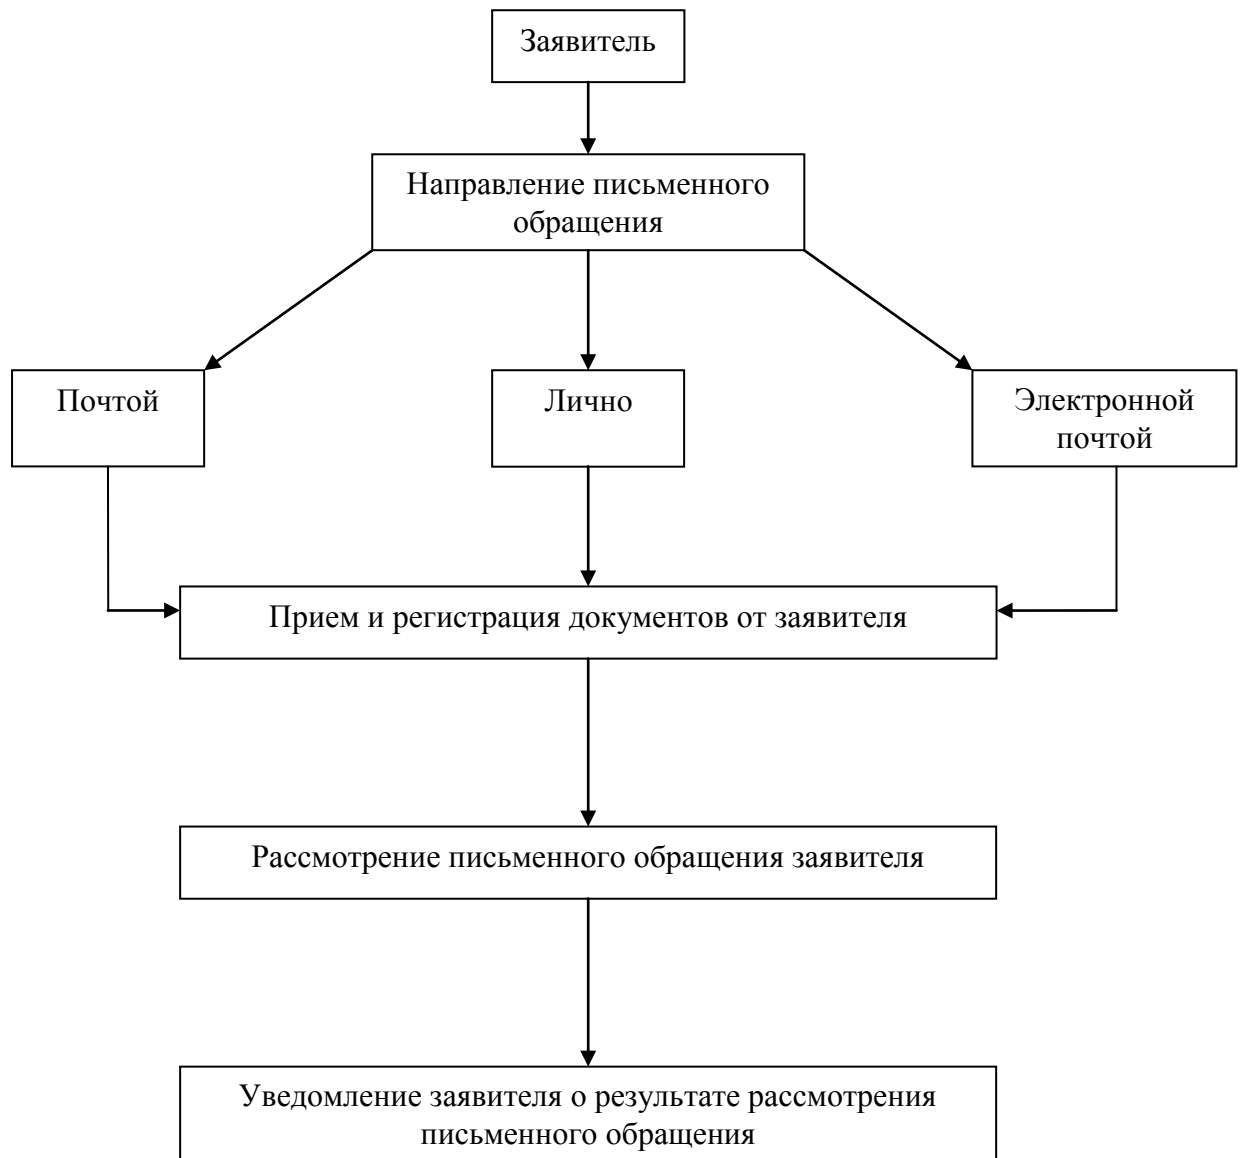 Заявитель
Направление письменного
обращения
Почтой
Лично
Электронной
почтой
Прием и регистрация документов от заявителя
Рассмотрение письменного обращения заявителя
Уведомление заявителя о результате рассмотрения
письменного обращения